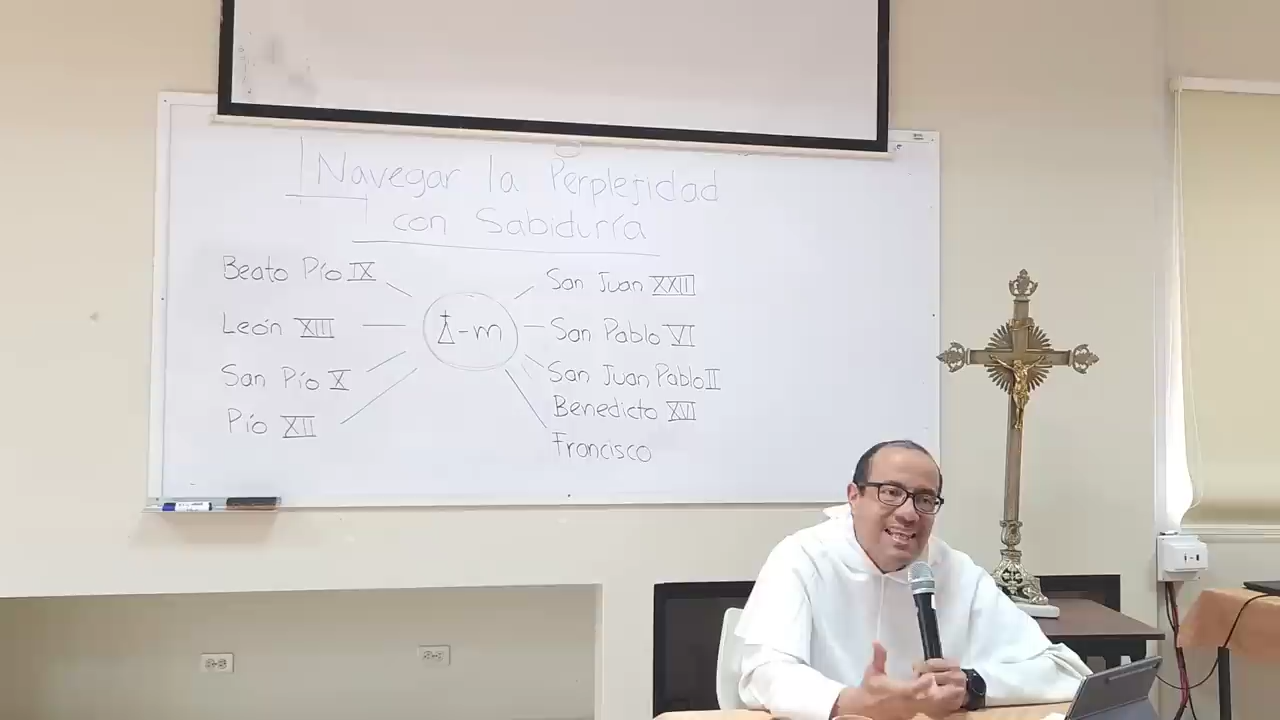 Navegar la Perplejidad
con Sabiduría
Beato Pío IX
León XIII
San Pío X
Pío XII
-m
San Juan XXIII
San Pablo VI
San Juan Pablo II
Benedicto XVI
Francisco